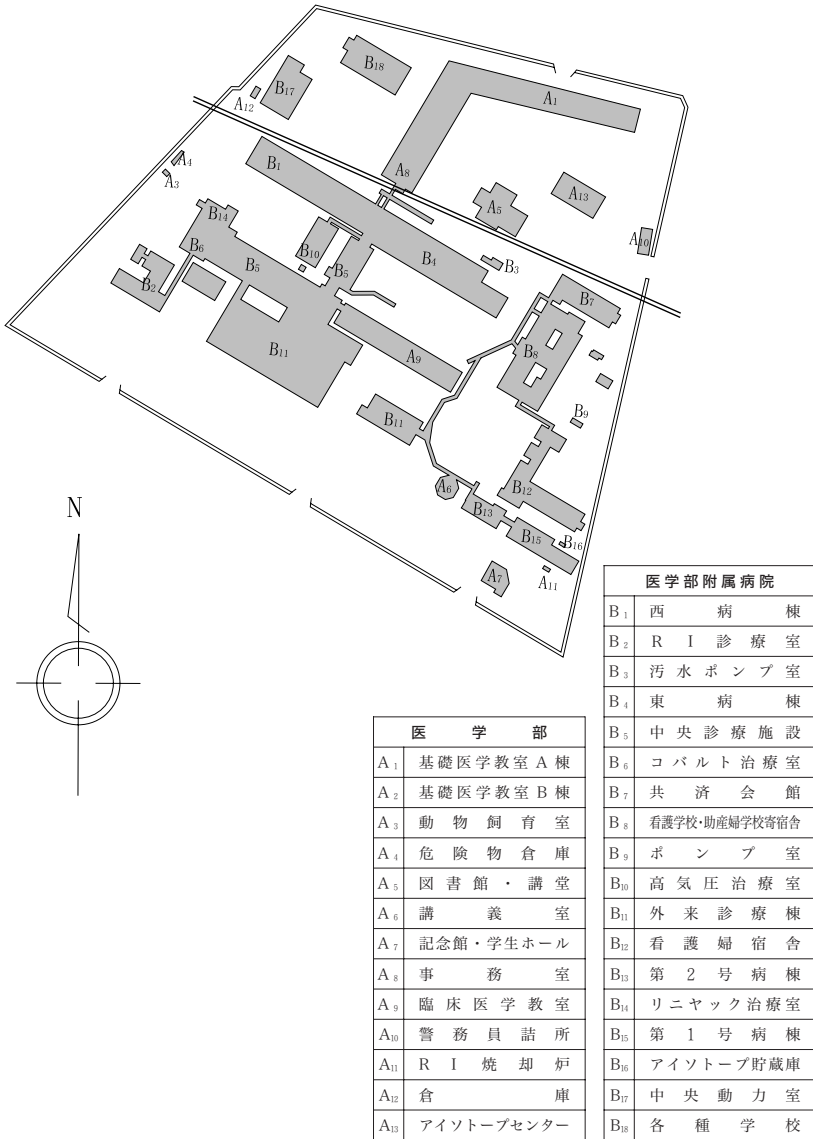 B18
B17
A1
A12
A4
B1
A8
A3
A5
A13
B14
A10
B6
B10
B4
B3
B5
B5
B2
B7
B11
A9
B8
B9
B11
A6
B12
N
B13
B15
B16
A7
A11
医学部附属病院
B1 西病棟
B2 RI診療室
B3 汚水ポンプ室
B4 東病棟
B5 中央診療施設
B6 コバルト治療室
B7 共済会館
B8 看護学校・助産婦学校寄宿舎
B9 ポンプ室
B10 高気圧治療室
B11 外来診療棟
B12 看護婦宿舎
B13 第2号病棟
B14 リニヤック治療室
B15 第1号病棟
B16 アイソトープ貯蔵庫
B17 中央動力室
B18 各種学校
医学部
A1 基礎医学教室A棟
A2 基礎医学教室B棟
A3 動物飼育室
A4 危険物倉庫
A5 図書館・講堂
A6 講義室
A7 記念館・学生ホール
A8 事務室
A9 臨床医学教室
A10 警務員詰所
A11 RI焼却炉
A12 倉庫
A13 アイソトープセンター